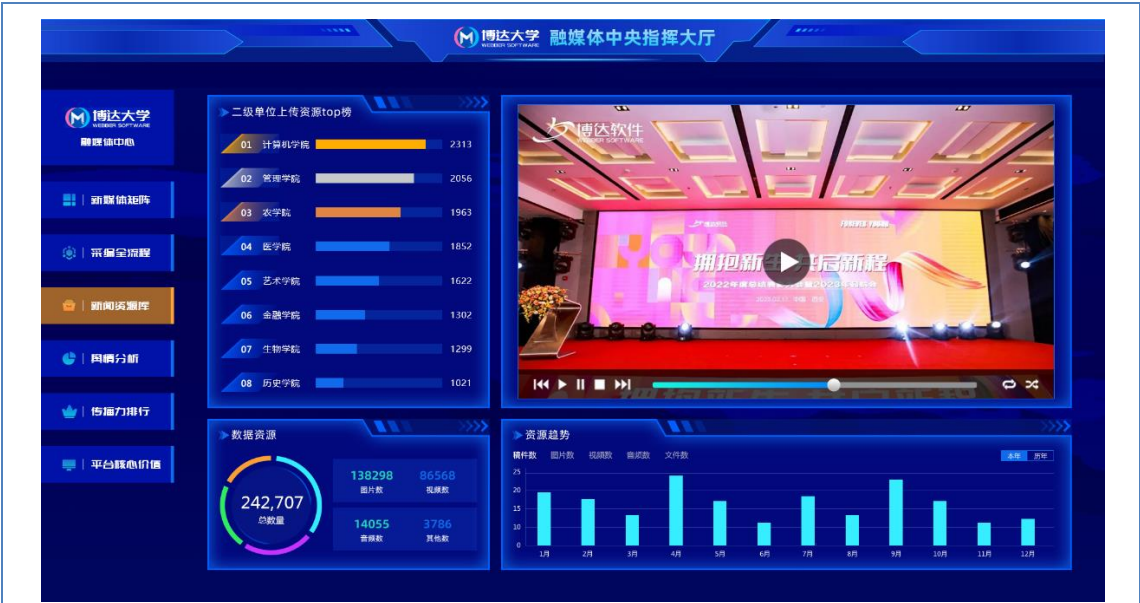 博达大学
WEBBER SOFTWARE
融媒体中央指挥大厅
博达大学
WEBBER SOFTWARE
融媒体中心
新媒体矩阵
采编全流程
新闻资源库
舆情分析
传播力排行
平台核心价值
二级单位上传资源top榜
01 计算机学院 2313
02 管理学院 2056
03 农学院 1963
04 医学院 1852
05 艺术学院 1622
06 金融学院 1302
07 生物学院 1299
08 历史学院 1021
博达软件
WEBBER SOFTWARE
拥抱新 共启新程
数据资源
242,707
总数量
138298
图片数
86568
视频数
14055
音频数
3786
其他数
资源趋势
稿件数 图片数 视频数 音频数 文件数
本年 历年
25
20
15
10
0
1月 2月 3月 4月 5月 6月 7月 8月 9月 10月 11月 12月